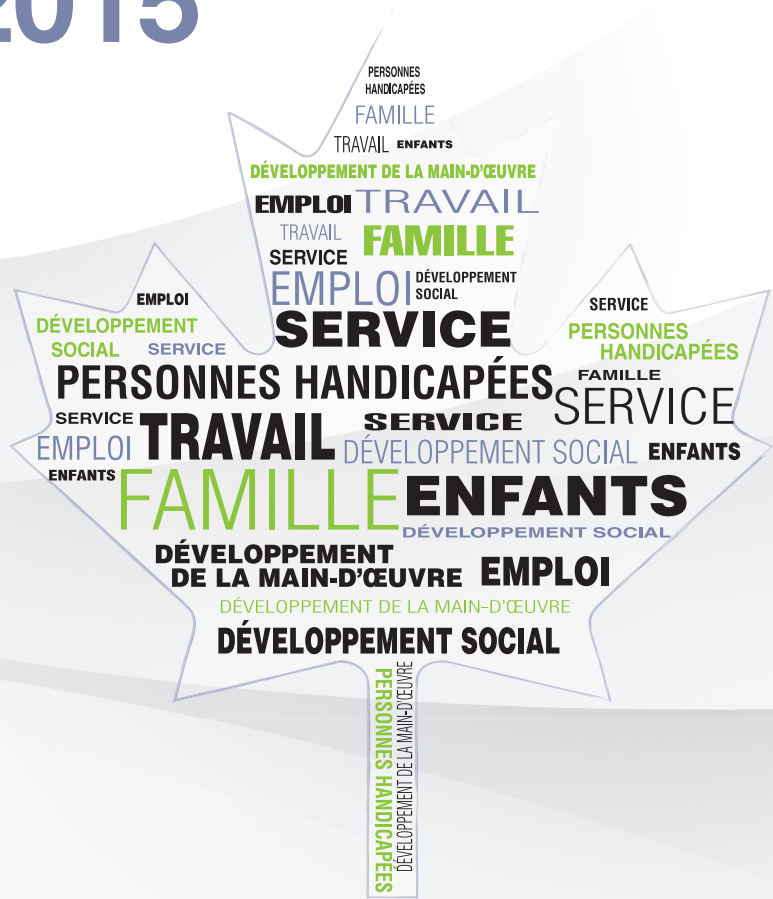 2015
PERSONNES
HANDICAPÉES
FAMILLE
TRAVAIL ENFANTS
DÉVELOPPEMENT DE LA MAIN-D'ŒUVRE
EMPLOI TRAVAIL
TRAVAIL FAMILLE
SERVICE
EMPLOI DÉVELOPPEMENT
SOCIAL
EMPLOI
SERVICE
DÉVELOPPEMENT
SOCIAL SERVICE
SERVICE
PERSONNES
HANDICAPÉES
PERSONNES HANDICAPÉES
FAMILLE
SERVICE
SERVICE
EMPLOI TRAVAIL
SERVICE
DÉVELOPPEMENT SOCIAL ENFANTS
ENFANTS
FAMILLE ENFANTS
DÉVELOPPEMENT SOCIAL
DÉVELOPPEMENT
DE LA MAIN-D'ŒUVRE EMPLOI
DÉVELOPPEMENT DE LA MAIN-D'ŒUVRE
DÉVELOPPEMENT SOCIAL
PERSONNES HANDICAPÉES
DÉVELOPPEMENT DE LA MAIN-D'ŒUVRE